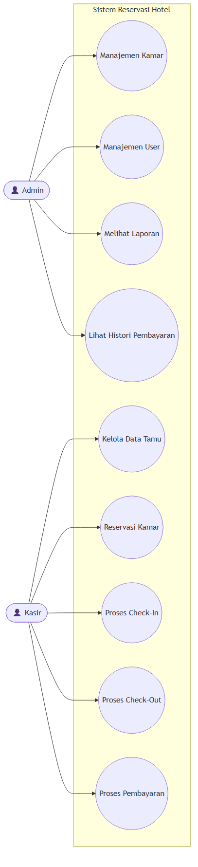 Sistem Reservasi Hotel
Manajemen Kamar
Manajemen User
Admin
Melihat Laporan
Lihat Histori Pembayaran
Kelola Data Tamu
Reservasi Kamar
Kasir
Proses Check-In
Proses Check-Out
Proses Pembayaran